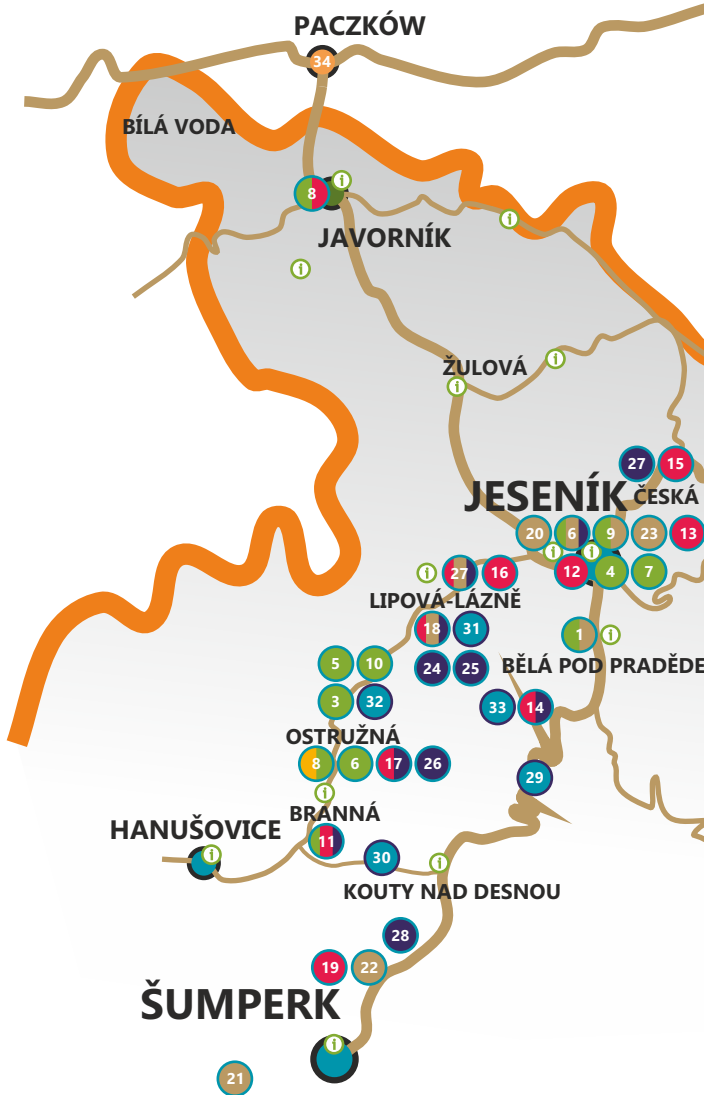 PACZKÓW
34
BÍLÁ VODA
i
8
i
JAVORNÍK
i
i
ŽULOVÁ
i
27 15
JESENÍK ČESKÁ
20 6 9 23 13
i i
i 27 16 12 4 7
LIPOVÁ-LÁZNĚ
18 31
1 i
5 10 24 25 BĚLÁ POD PRADĚDE
3 32 33 14
OSTRUŽNÁ
8 6 17 26
29
i
BRANNÁ
HANUŠOVICE 11
i 30 i
KOUTY NAD DESNOU
28
19 22
ŠUMPERK
i
21